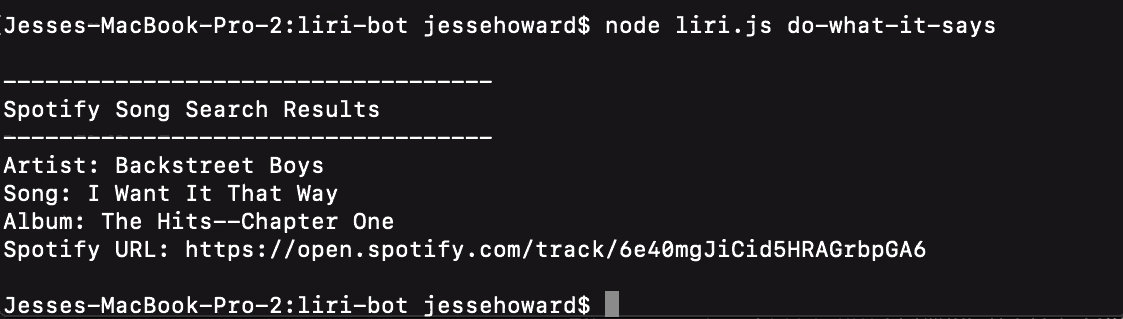 (Jesses-MacBook-Pro-2:liri-bot jessehoward$ node liri.js do-what-it-says
-----------------------------------
Spotify Song Search Results
-----------------------------------
Artist: Backstreet Boys
Song: I Want It That Way
Album: The Hits--Chapter One
Spotify URL: https://open.spotify.com/track/6e40mgJiCid5HRAGrbpGA6
Jesses-MacBook-Pro-2:liri-bot jessehoward$